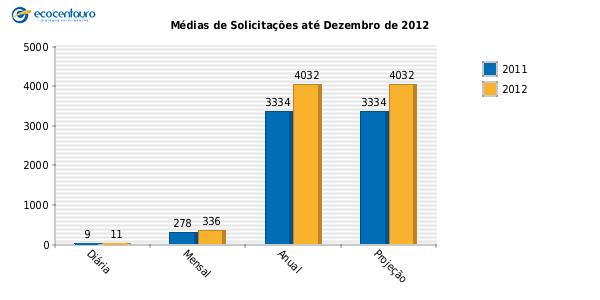 ecocentauro
Médias de Solicitações até Dezembro de 2012
5000
4000
3000
2000
1000
0
9
11
278
336
3334
4032
3334
4032
Diária
Mensal
Anual
Projeção
2011
2012